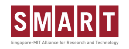 SMART
Singapore-MIT Alliance for Research and Technology